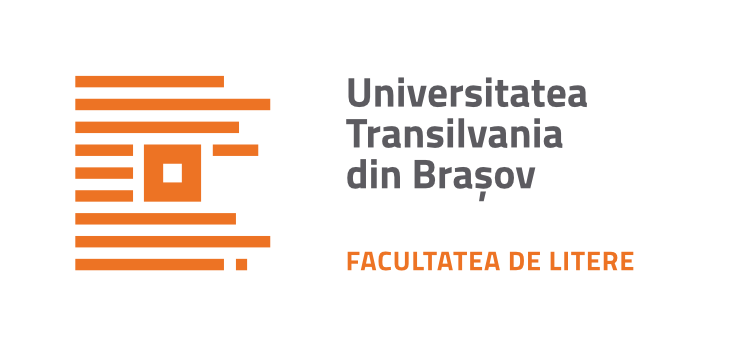 Universitatea
Transilvania
din Brașov
FACULTATEA DE LITERE